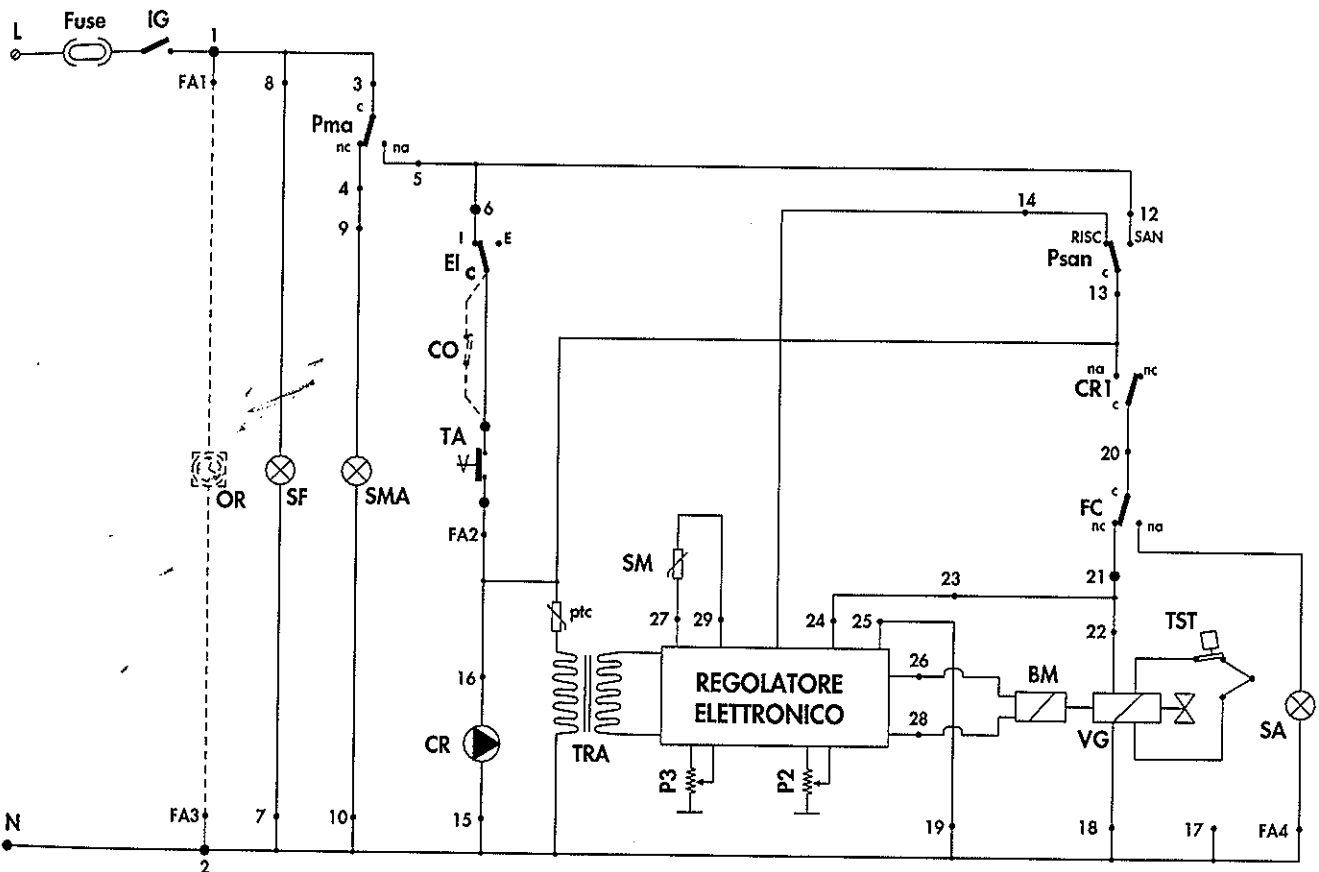 L
Fuse
IG
1
FA1
8
3
c
Pma
nc
na
5
4
9
6
I
E
EI
c
14
12
RISC
SAN
Psan
c
13
CO
na
nc
CR1
c
TA
20
OR
SF
SMA
c
FC
nc
na
FA2
SM
21
23
ptc
27
29
24
25
22
TST
16
26
BM
REGOLATORE
ELETTRONICO
28
CR
TRA
VG
SA
P3
P2
N
FA3
7
10
15
19
18
17
FA4
2